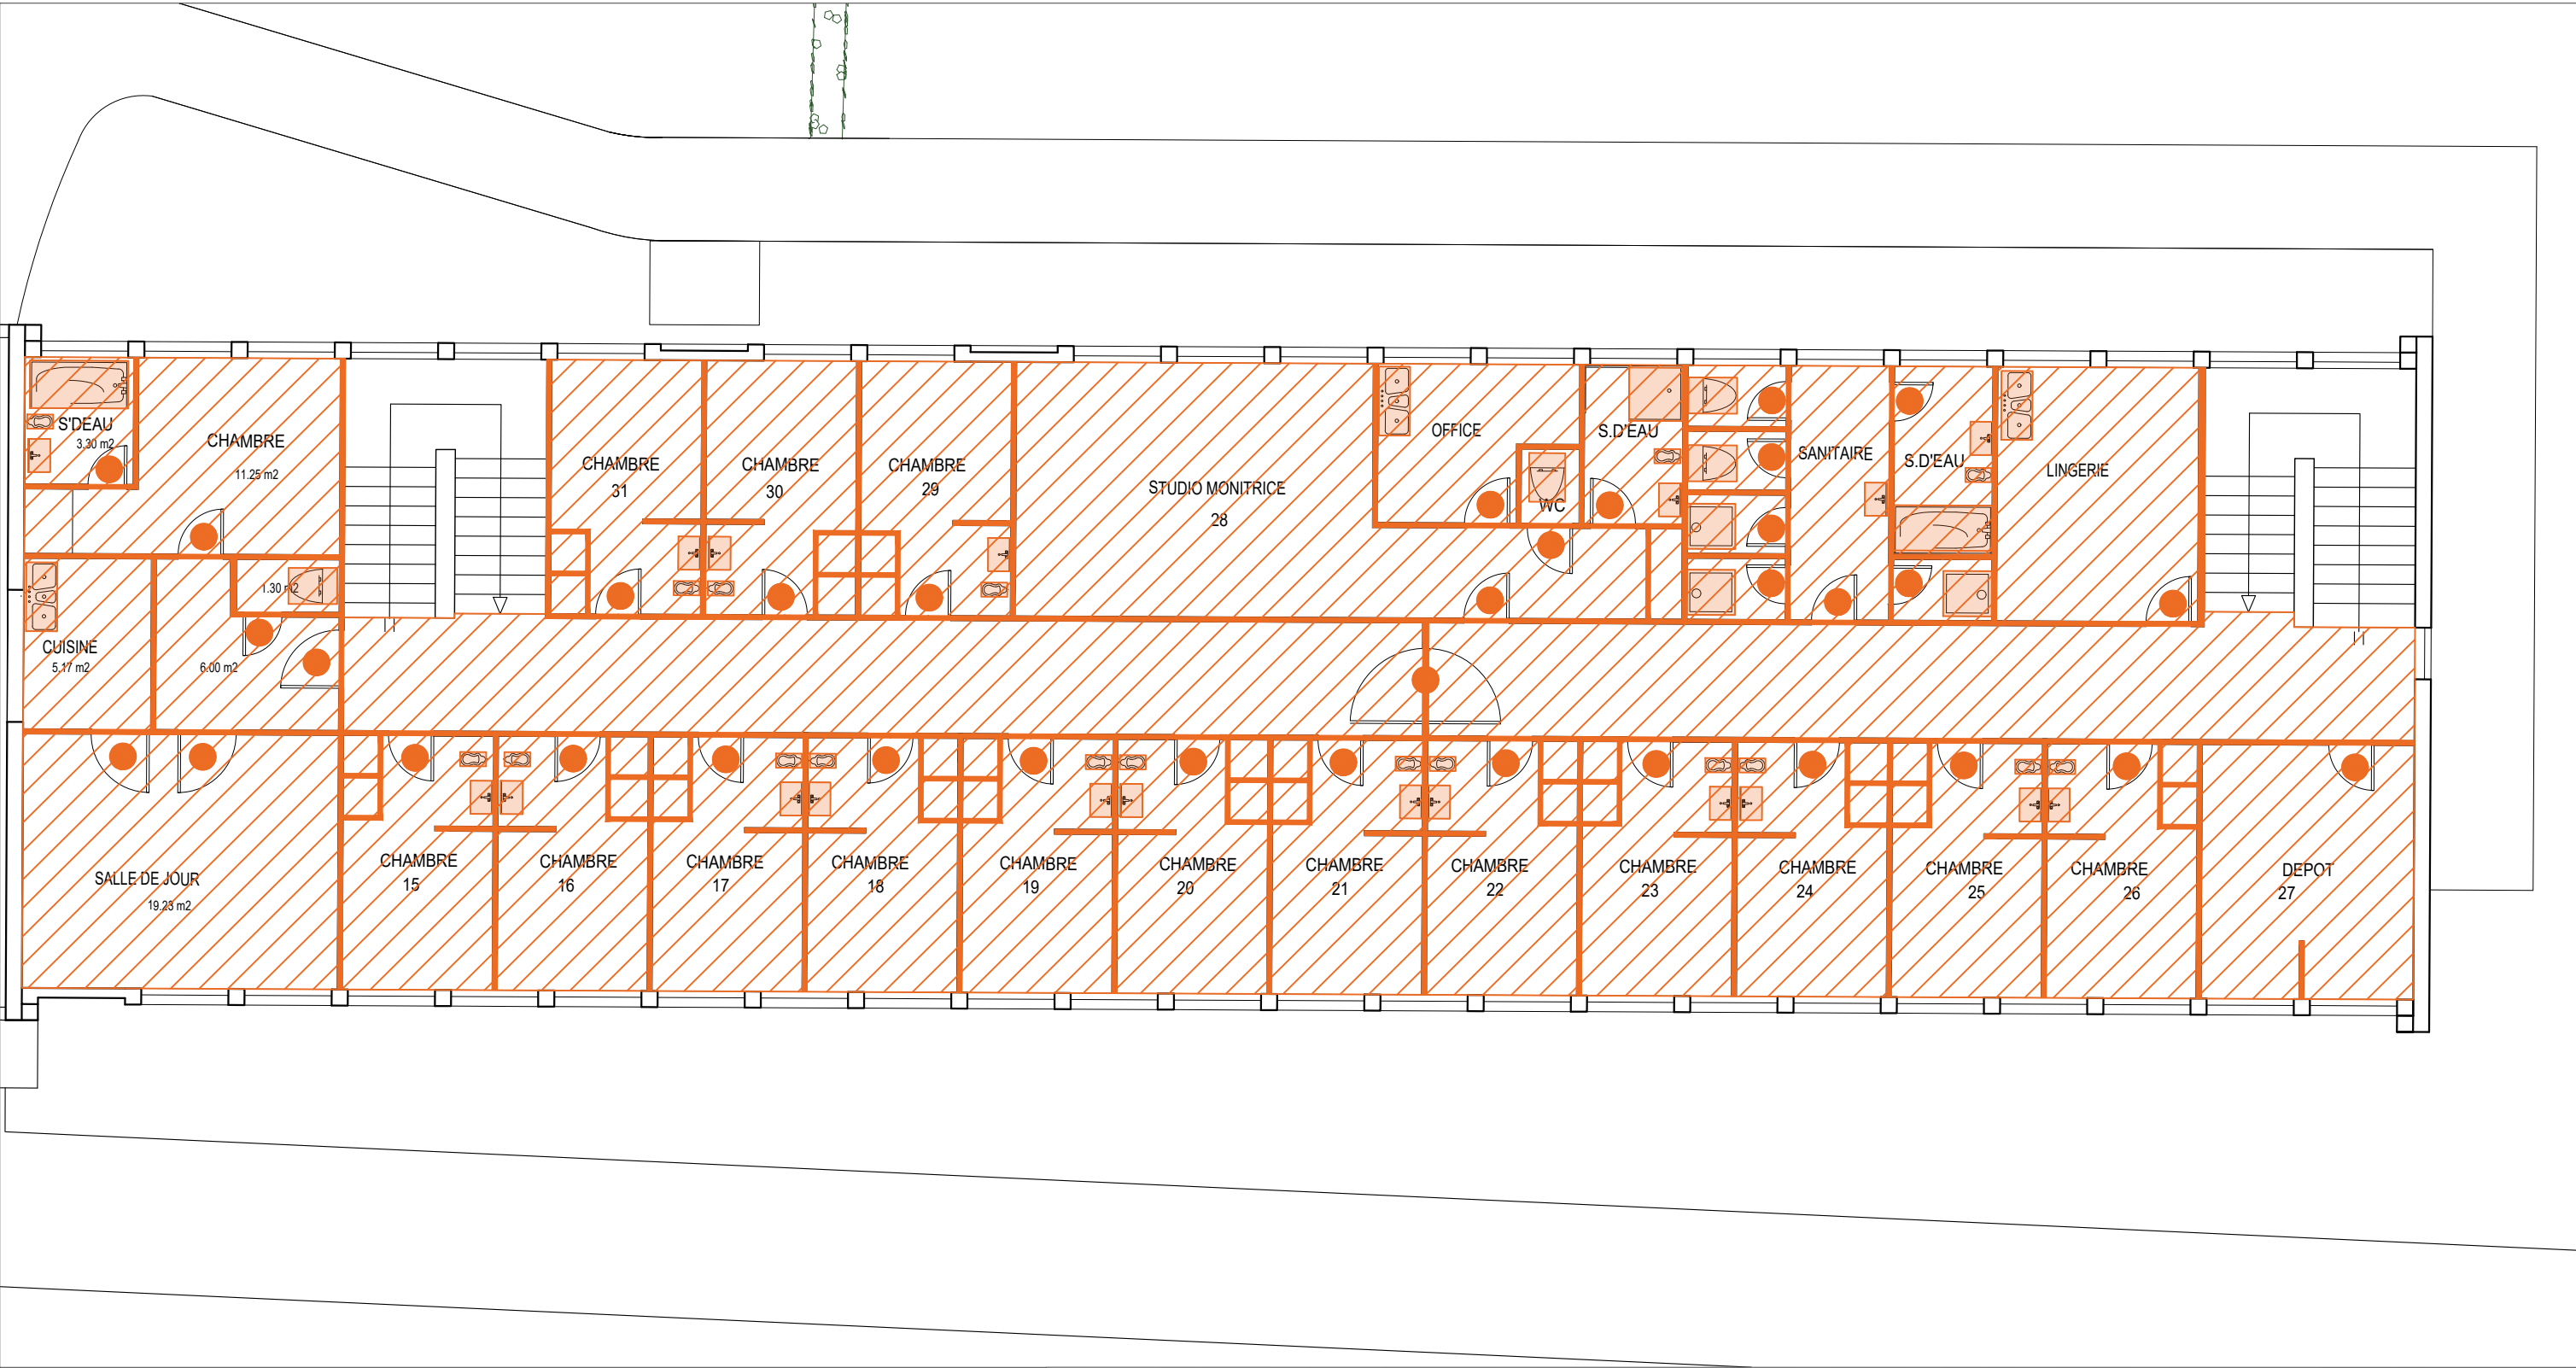 S'DEAU
3.30 m2
CHAMBRE
11.25 m2
CHAMBRE
31
CHAMBRE
30
CHAMBRE
29
STUDIO MONITRICE
28
OFFICE
WC
S.D'EAU
SANITAIRE
S.D'EAU
LINGERIE
1.30 m2
CUISINE
5.17 m2
6.00 m2
SALLE DE JOUR
19.23 m2
CHAMBRE
15
CHAMBRE
16
CHAMBRE
17
CHAMBRE
18
CHAMBRE
19
CHAMBRE
20
CHAMBRE
21
CHAMBRE
22
CHAMBRE
23
CHAMBRE
24
CHAMBRE
25
CHAMBRE
26
DEPOT
27